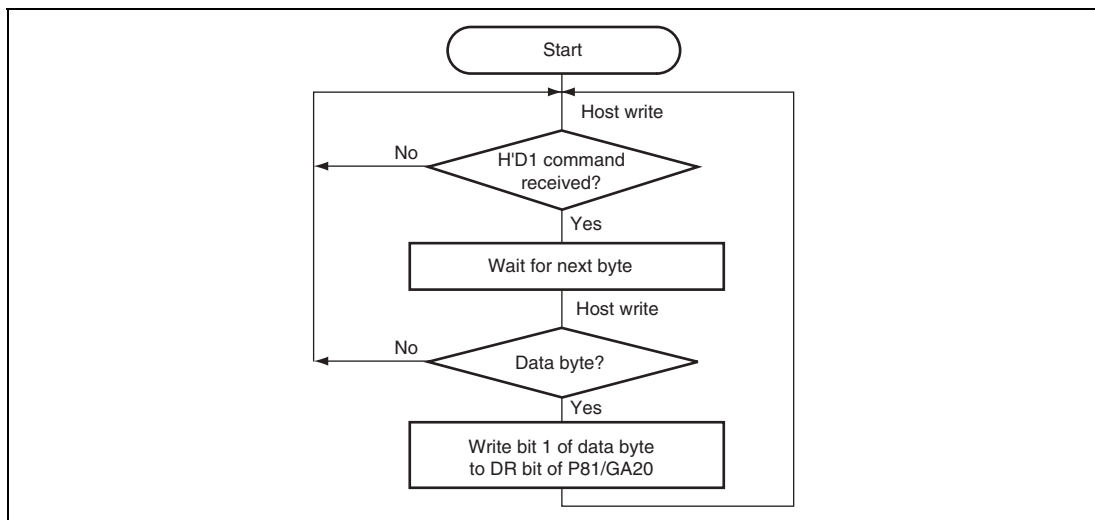 Start
Host write
No
H'D1 command
received?
Yes
Wait for next byte
Host write
No
Data byte?
Yes
Write bit 1 of data byte
to DR bit of P81/GA20